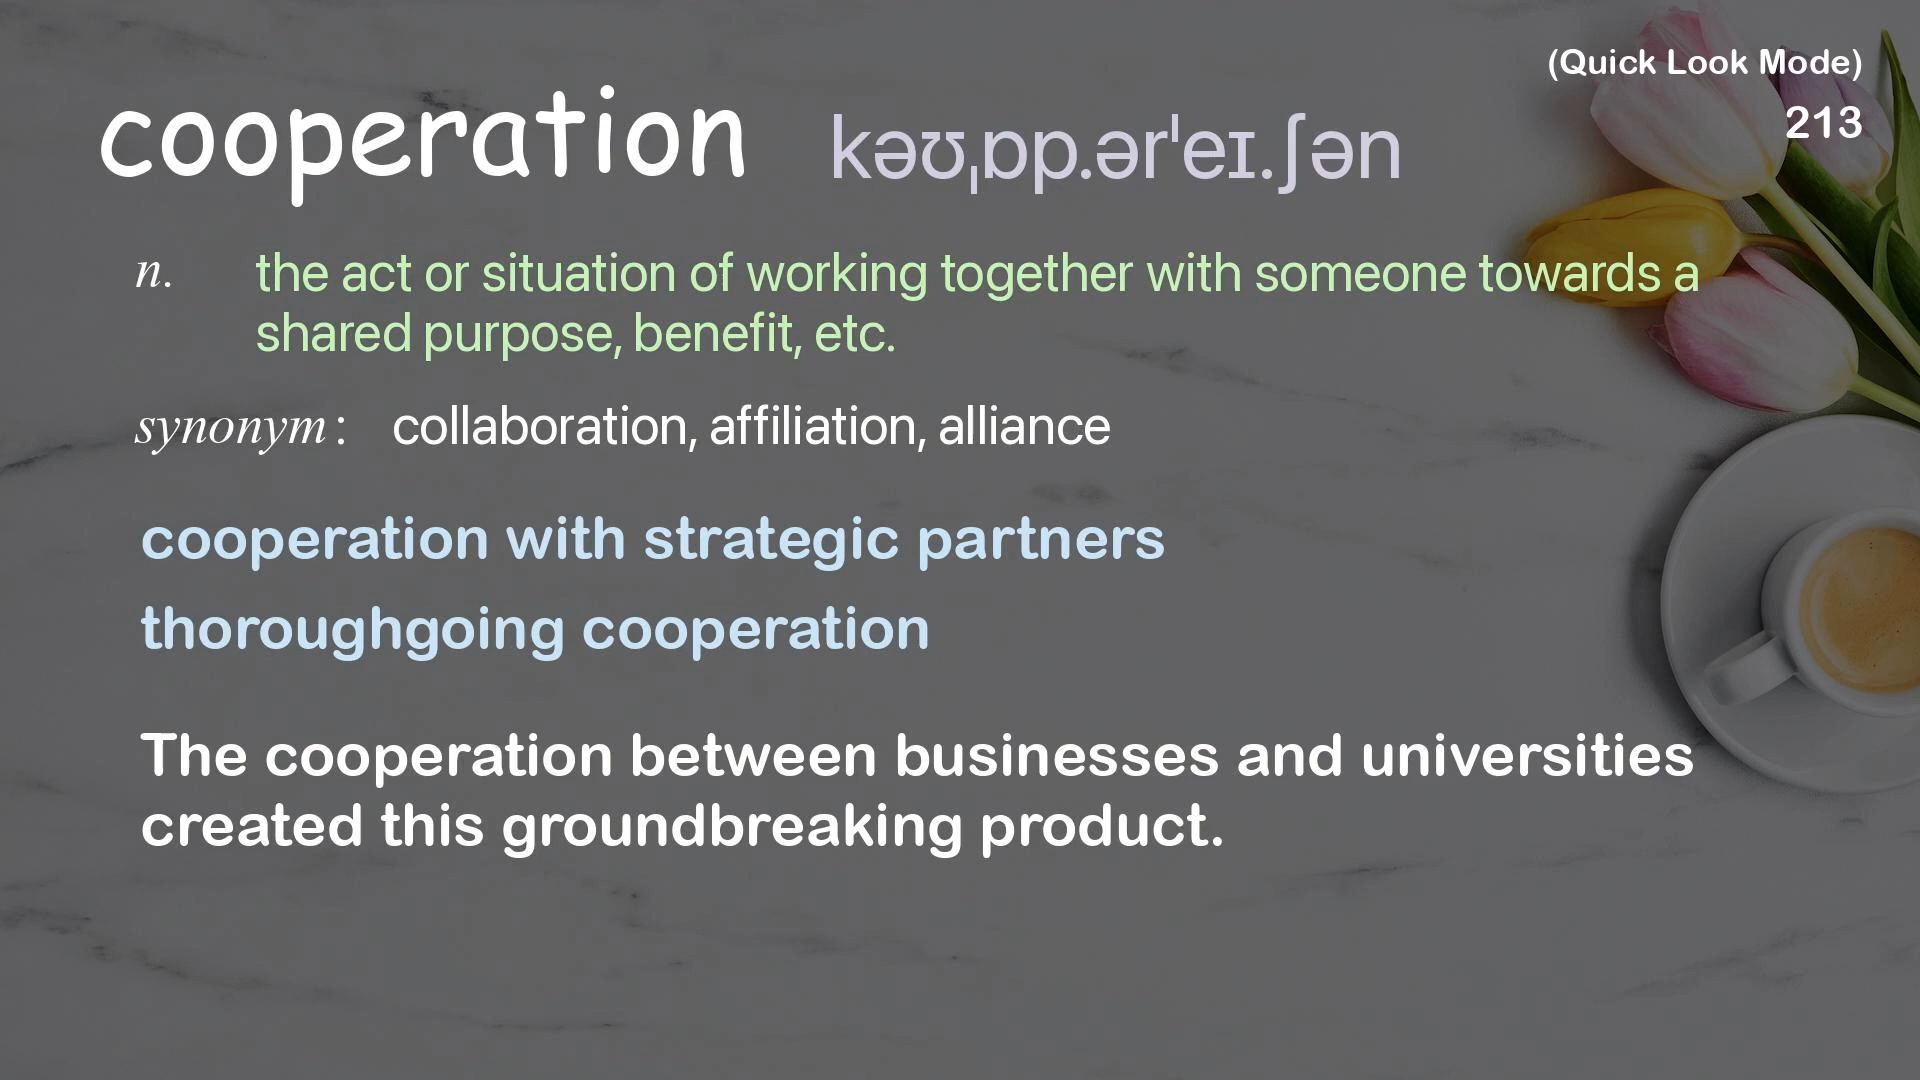 (Quick Look Mode)
213
cooperation kəʊˌɒp.ərˈeɪ.ʃən
n. the act or situation of working together with someone towards a
shared purpose, benefit, etc.
synonym : collaboration, affiliation, alliance
cooperation with strategic partners
thoroughgoing cooperation
The cooperation between businesses and universities
created this groundbreaking product.